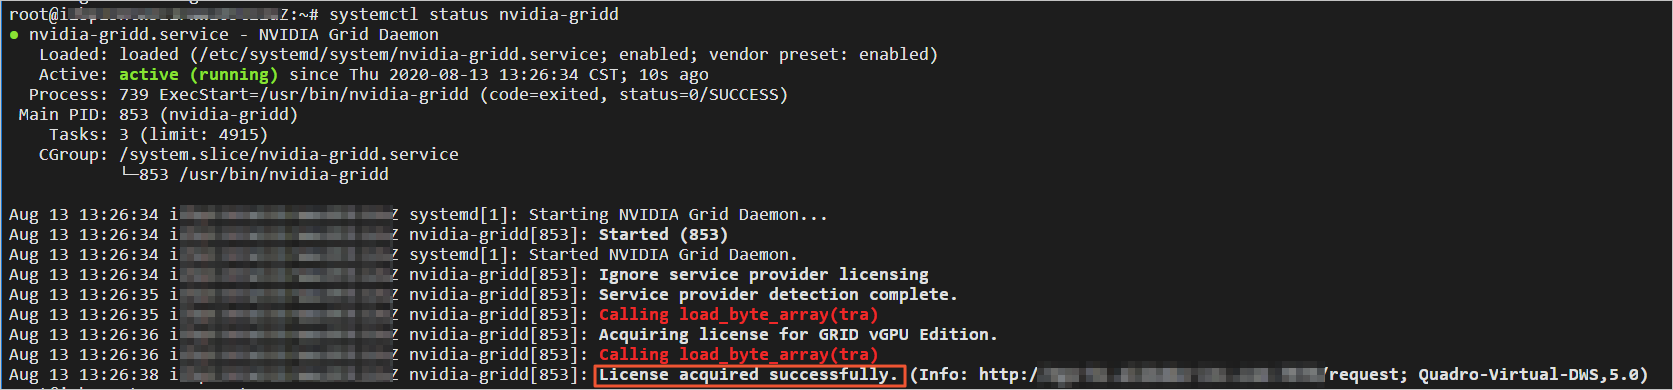 root@i Z:~# systemctl status nvidia-gridd
● nvidia-gridd.service - NVIDIA Grid Daemon
Loaded: loaded (/etc/systemd/system/nvidia-gridd.service; enabled; vendor preset: enabled)
Active: active (running) since Thu 2020-08-13 13:26:34 CST; 10s ago
Process: 739 ExecStart=/usr/bin/nvidia-gridd (code=exited, status=0/SUCCESS)
Main PID: 853 (nvidia-gridd)
Tasks: 3 (limit: 4915)
CGroup: /system.slice/nvidia-gridd.service
└─853 /usr/bin/nvidia-gridd
Aug 13 13:26:34 i Z systemd[1]: Starting NVIDIA Grid Daemon...
Aug 13 13:26:34 i Z nvidia-gridd[853]: Started (853)
Aug 13 13:26:34 i Z systemd[1]: Started NVIDIA Grid Daemon.
Aug 13 13:26:34 i Z nvidia-gridd[853]: Ignore service provider licensing
Aug 13 13:26:35 i Z nvidia-gridd[853]: Service provider detection complete.
Aug 13 13:26:35 i Z nvidia-gridd[853]: Calling load_byte_array(tra)
Aug 13 13:26:36 i Z nvidia-gridd[853]: Acquiring license for GRID vGPU Edition.
Aug 13 13:26:36 i Z nvidia-gridd[853]: Calling load_byte_array(tra)
Aug 13 13:26:38 i Z nvidia-gridd[853]: License acquired successfully. (Info: http:/ /request; Quadro-Virtual-DWS,5.0)